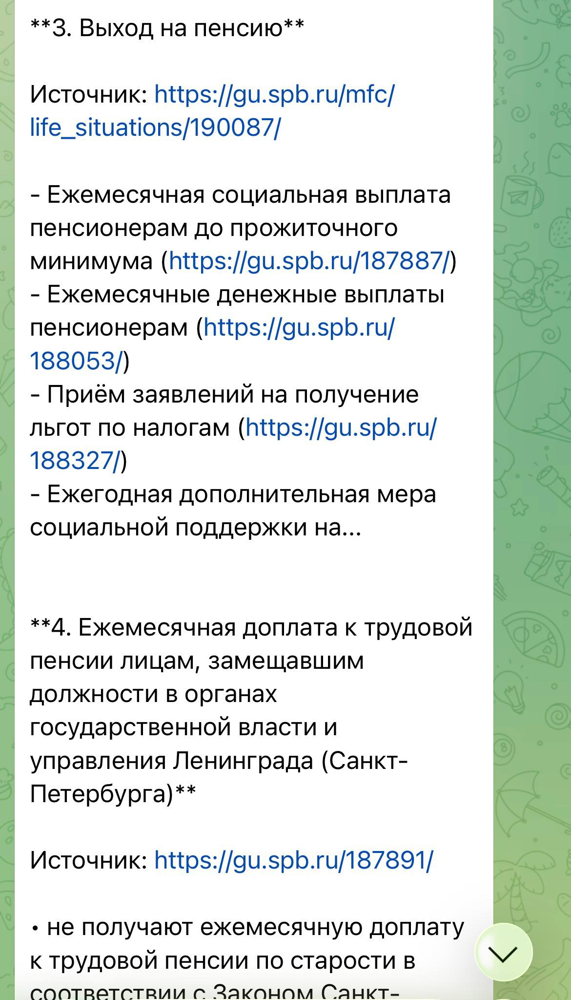 **3. Выход на пенсию**
Источник: https://gu.spb.ru/mfc/
life_situations/190087/
- Ежемесячная социальная выплата
пенсионерам до прожиточного
минимума (https://gu.spb.ru/187887/)
- Ежемесячные денежные выплаты
пенсионерам (https://gu.spb.ru/
188053/)
- Приём заявлений на получение
льгот по налогам (https://gu.spb.ru/
188327/)
- Ежегодная дополнительная мера
социальной поддержки на...
**4. Ежемесячная доплата к трудовой
пенсии лицам, замещавшим
должности в органах
государственной власти и
управления Ленинграда (Санкт-
Петербурга)**
Источник: https://gu.spb.ru/187891/
• не получают ежемесячную доплату
к трудовой пенсии по старости в
соответствии с Законом Санкт-